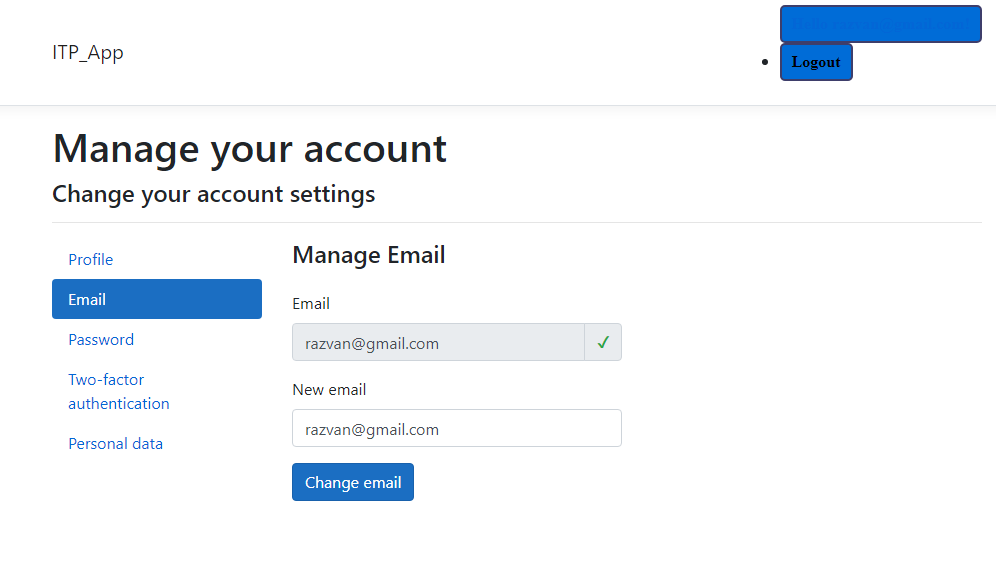 ITP_App
Logout
Manage your account
Change your account settings
Profile
Email
Password
Two-factor
authentication
Personal data
Manage Email
Email
razvan@gmail.com
✓
New email
razvan@gmail.com
Change email